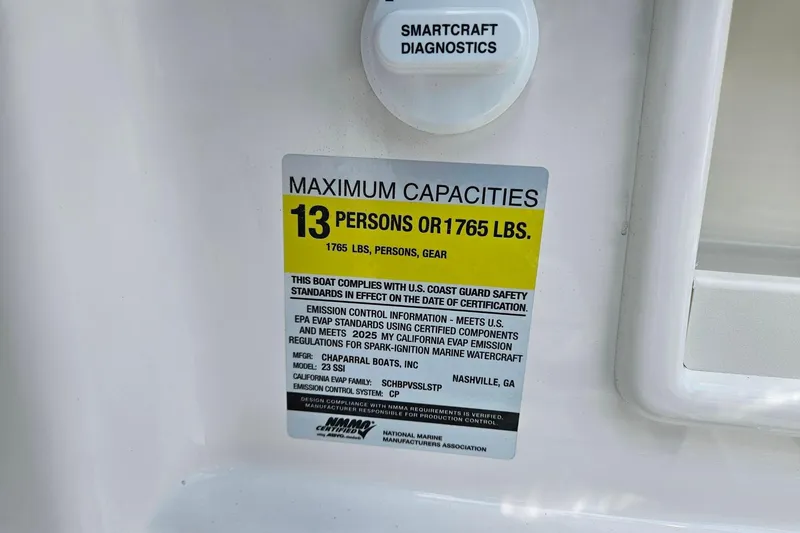 SMARTCRAFT
DIAGNOSTICS
MAXIMUM CAPACITIES
13 PERSONS OR 1765 LBS.
1765 LBS, PERSONS, GEAR
THIS BOAT COMPLIES WITH U.S. COAST GUARD SAFETY
STANDARDS IN EFFECT ON THE DATE OF CERTIFICATION.
EMISSION CONTROL INFORMATION - MEETS U.S.
EPA EVAP STANDARDS USING CERTIFIED COMPONENTS
AND MEETS 2025 MY CALIFORNIA EVAP EMISSION
REGULATIONS FOR SPARK-IGNITION MARINE WATERCRAFT
MFGR: CHAPARRAL BOATS, INC
MODEL: 23 SSI NASHVILLE, GA
CALIFORNIA EVAP FAMILY: SCHBPVSSLSTP
EMISSION CONTROL SYSTEM: CP
DESIGN COMPLIANCE WITH NMMA REQUIREMENTS IS VERIFIED.
MANUFACTURER RESPONSIBLE FOR PRODUCTION CONTROL.
NMMA
CERTIFIED
NATIONAL MARINE
MANUFACTURERS ASSOCIATION